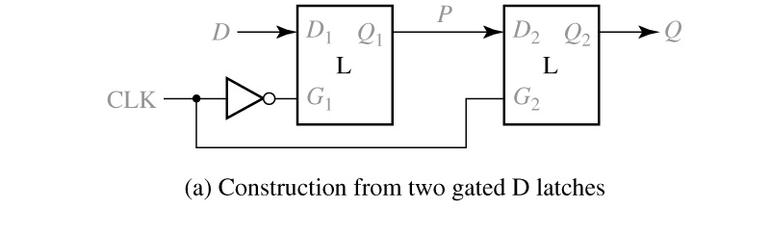 D D₁ Q₁ P D₂ Q₂ Q
L L
CLK G₁ G₂
(a) Construction from two gated D latches